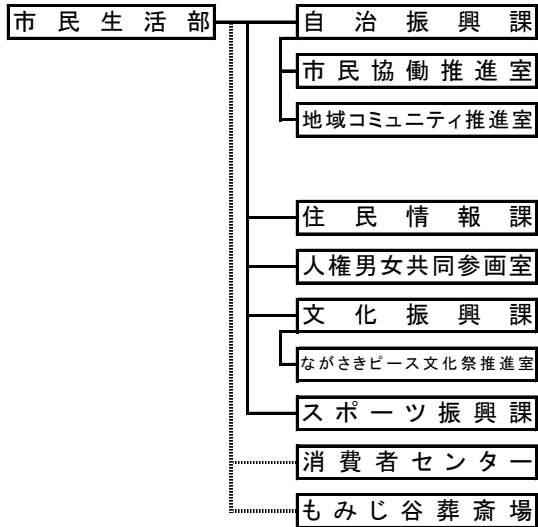 市民生活部
自治振興課
市民協働推進室
地域コミュニティ推進室
住民情報課
人権男女共同参画室
文化振興課
ながさきピース文化祭推進室
スポーツ振興課
消費者センター
もみじ谷葬斎場